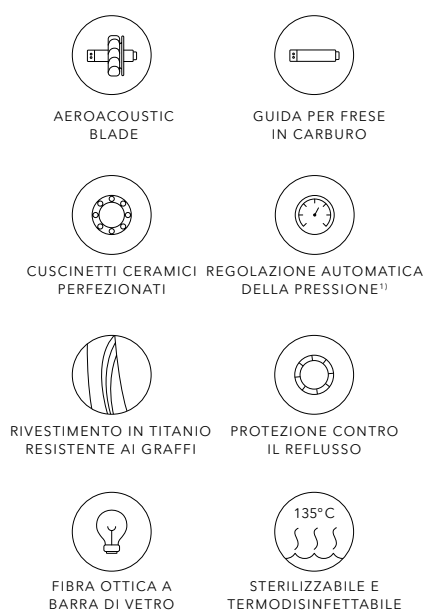 AEROACOUSTIC
BLADE
GUIDA PER FRESE
IN CARBURO
CUSCINETTI CERAMICI
PERFEZIONATI
REGOLAZIONE AUTOMATICA
DELLA PRESSIONE¹⁾
RIVESTIMENTO IN TITANIO
RESISTENTE AI GRAFFI
PROTEZIONE CONTRO
IL REFLUSSO
FIBRA OTTICA A
BARRA DI VETRO
135°C
STERILIZZABILE E
TERMODISINFETTABILE